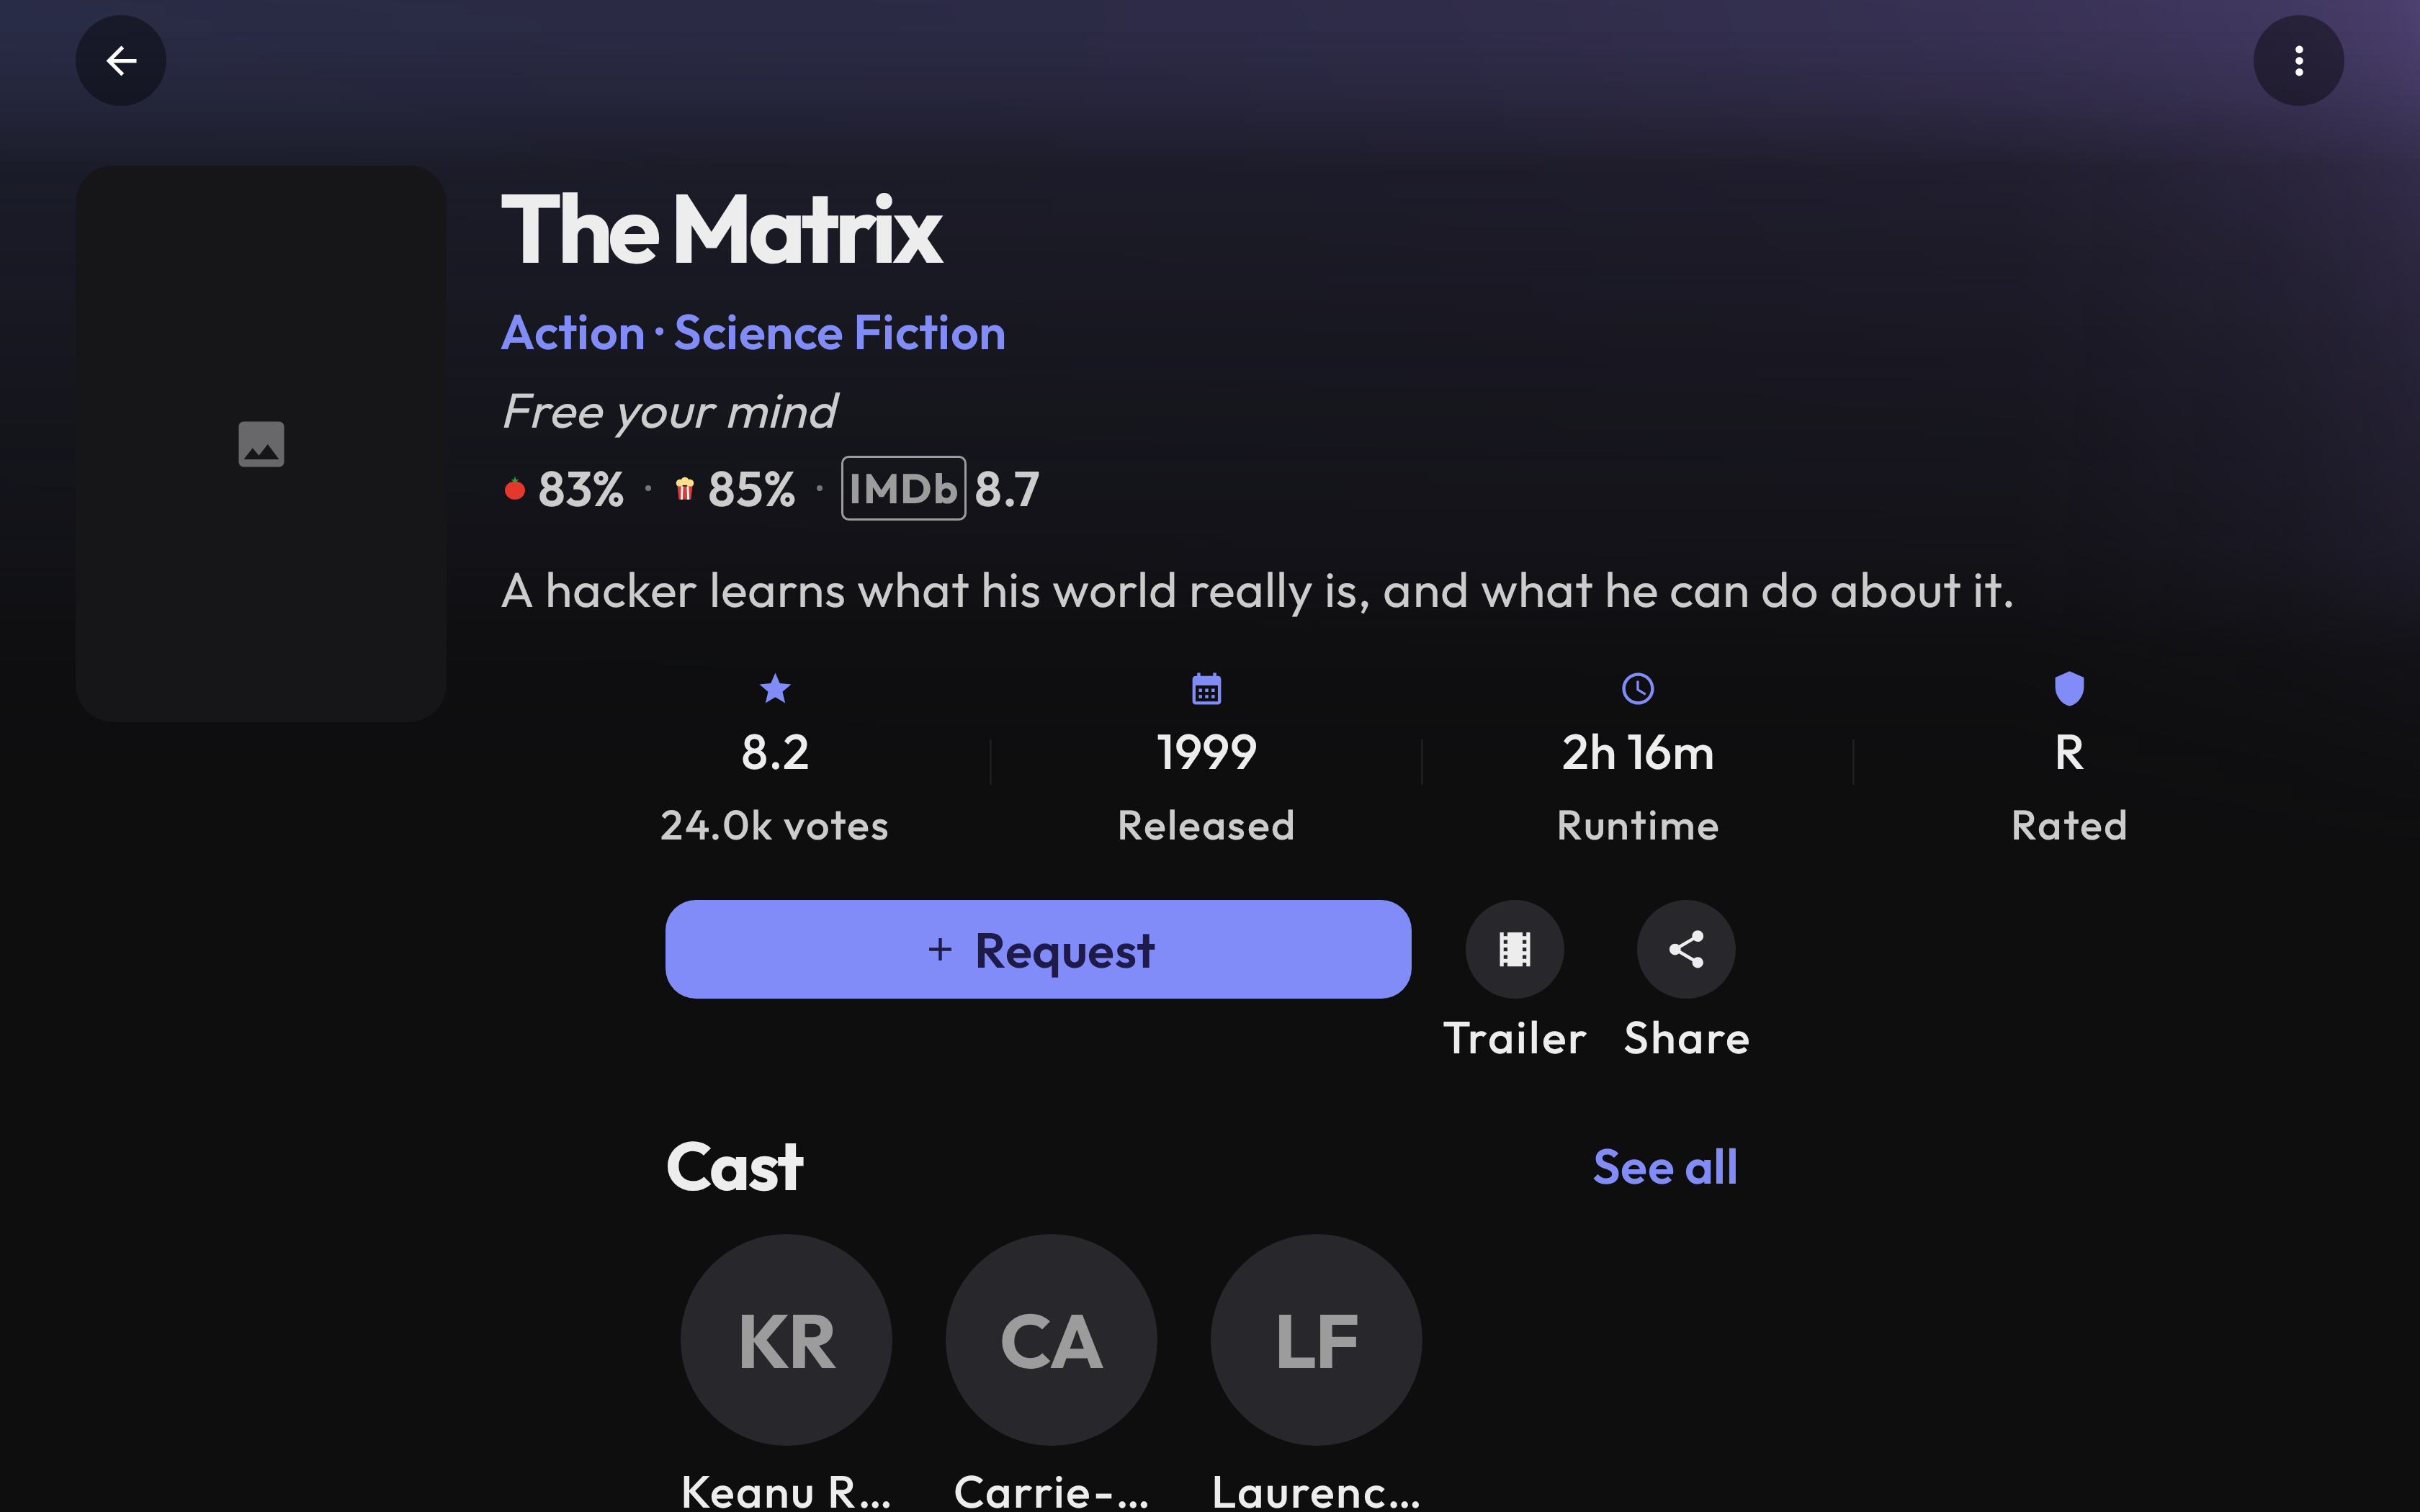 The Matrix
Action · Science Fiction
Free your mind
83% · 85% · IMDb 8.7
A hacker learns what his world really is, and what he can do about it.
8.2 1999 2h 16m R
24.0k votes Released Runtime Rated
+ Request
Trailer Share
Cast See all
KR CA LF
Keanu R... Carrie-... Laurenc...